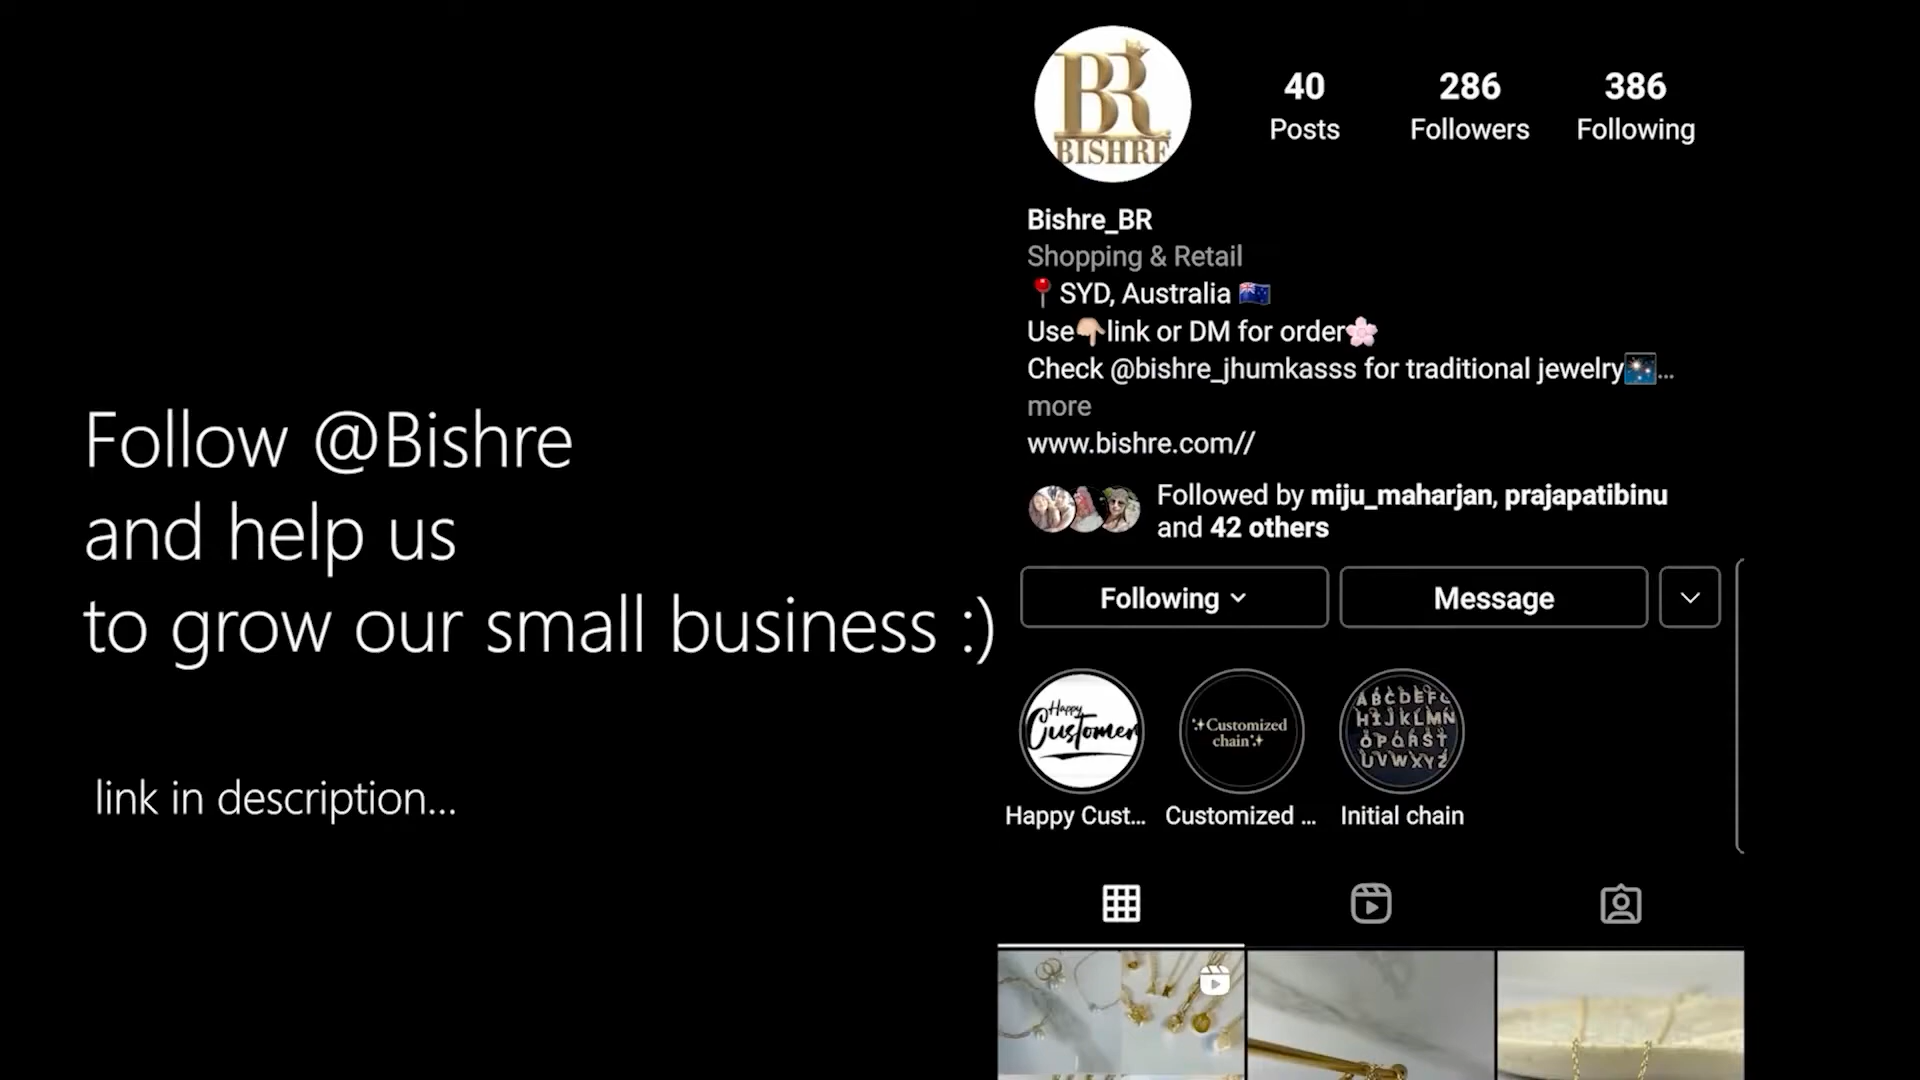 Follow @Bishre
and help us
to grow our small business :)
link in description...
BR
BISHRE
40
Posts
286
Followers
386
Following
Bishre_BR
Shopping & Retail
📍SYD, Australia 🇦🇺
Use👇🏻link or DM for order🌸
Check @bishre_jhumkasss for traditional jewelry🎇...
more
www.bishre.com//
Followed by miju_maharjan, prajapatibinu
and 42 others
Following
Message
Happy
Customer
Happy Cust...
✨Customized
chain✨
Customized ...
ABCDEFG
HIJKLMN
OPQRST
UVWXYZ
Initial chain